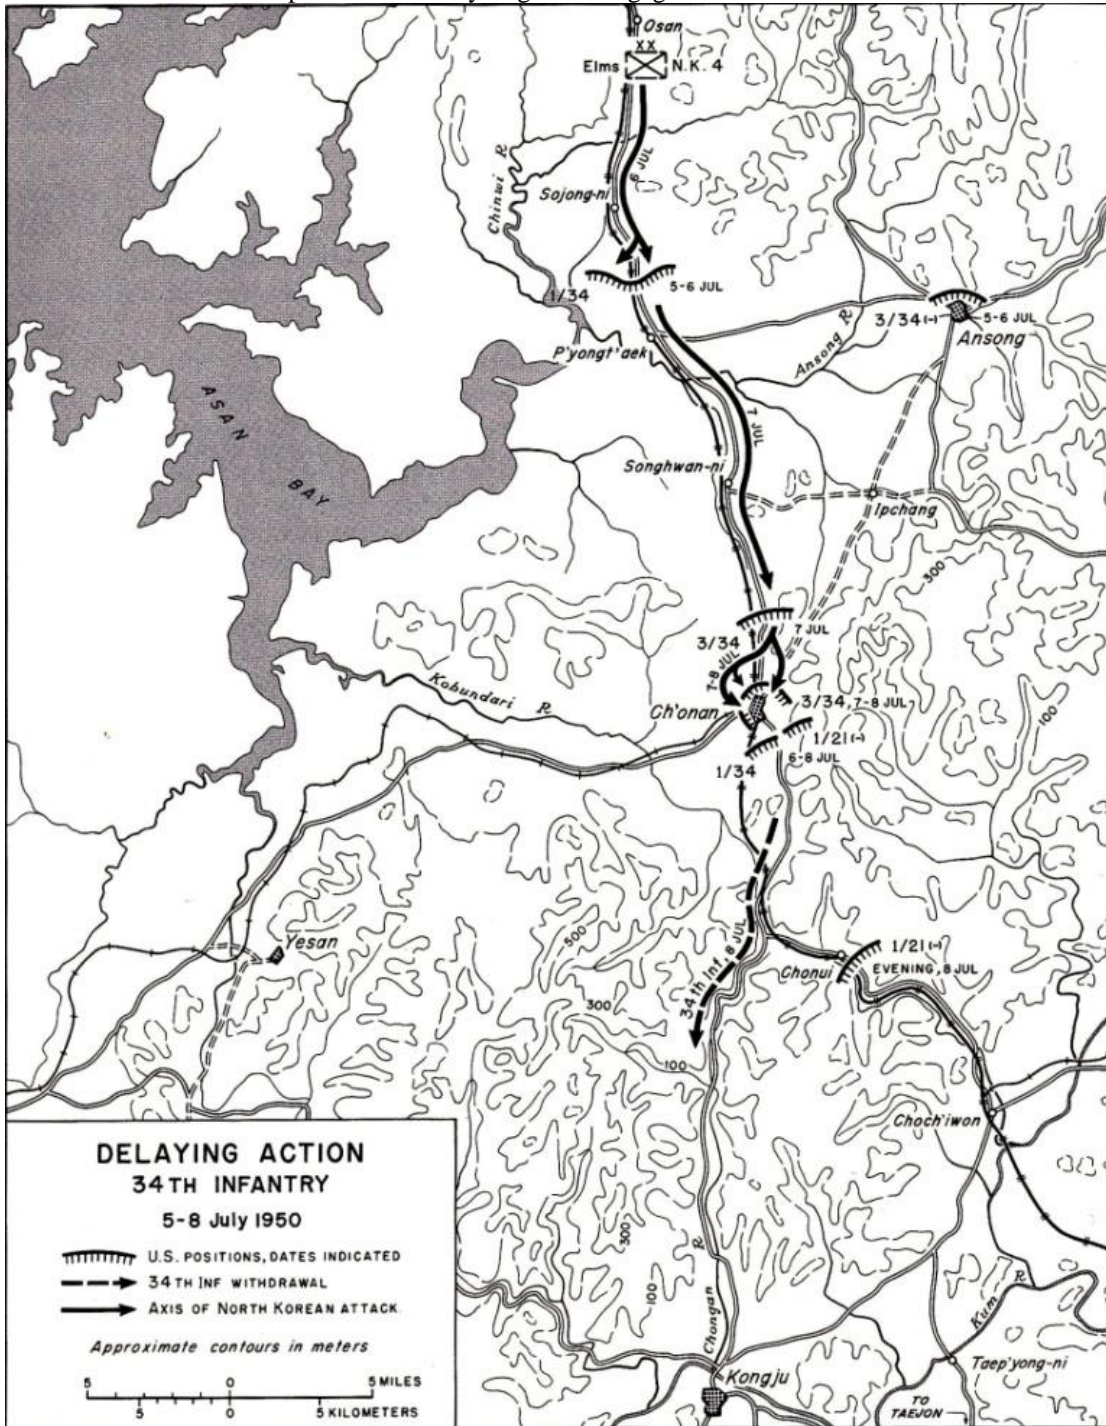 Osan
XX
Elms N.K. 4
6 JUL
Chinwi R
Sojong-ni
1/34
5-6 JUL
3/34 (-)
5-6 JUL
Ansong
P'yongt'aek
Ansong R
ASAN BAY
7 JUL
Songhwan-ni
Ipchang
300
7 JUL
3/34
7-8 JUL
Kobundari R.
Ch'onan
3/34, 7-8 JUL
100
1/21 (-)
6-8 JUL
1/34
500
Yesan
34th Inf, 8 JUL
1/21 (-)
Chonui
EVENING, 8 JUL
300
100
Choch'iwon
300
100
Chongan R
Kum R
Kongju
Taep'yong-ni
TO
TAEJON
DELAYING ACTION
34TH INFANTRY
5-8 July 1950
U.S. POSITIONS, DATES INDICATED
34TH INF WITHDRAWAL
AXIS OF NORTH KOREAN ATTACK
Approximate contours in meters
5 0 5 MILES
5 0 5 KILOMETERS